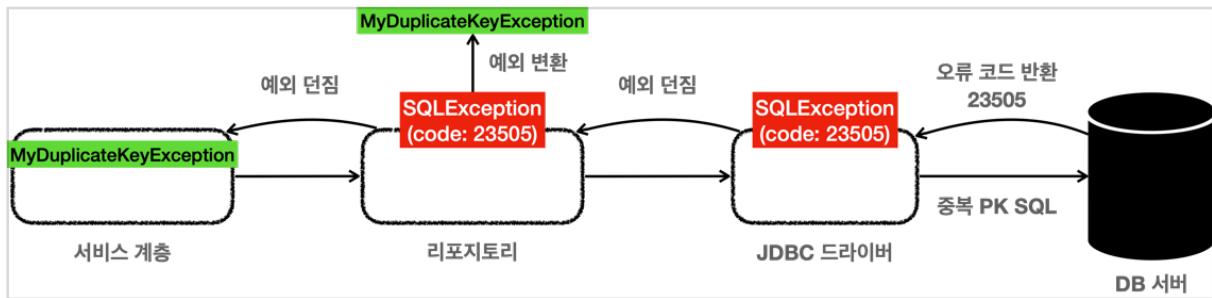 MyDuplicateKeyException
예외 변환
예외 던짐
예외 던짐
오류 코드 반환
23505
SQLException
(code: 23505)
SQLException
(code: 23505)
MyDuplicateKeyException
중복 PK SQL
서비스 계층
리포지토리
JDBC 드라이버
DB 서버